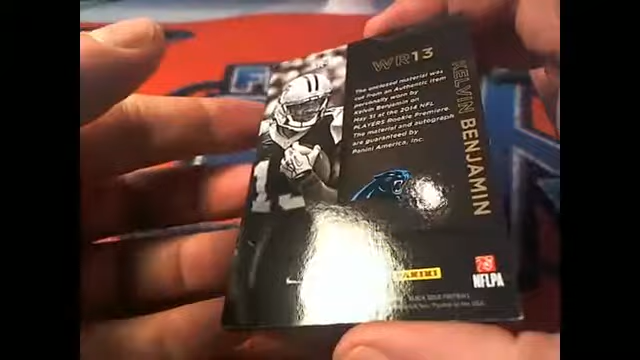 WR13
The enclosed material was
cut from an Authentic item
personally worn by
Kelvin Benjamin on
May 31 at the 2014 NFL
PLAYERS Rookie Premiere.
The material and autograph
are guaranteed by
Panini America, Inc.
KELVIN BENJAMIN
13
PANINI
NFLPA